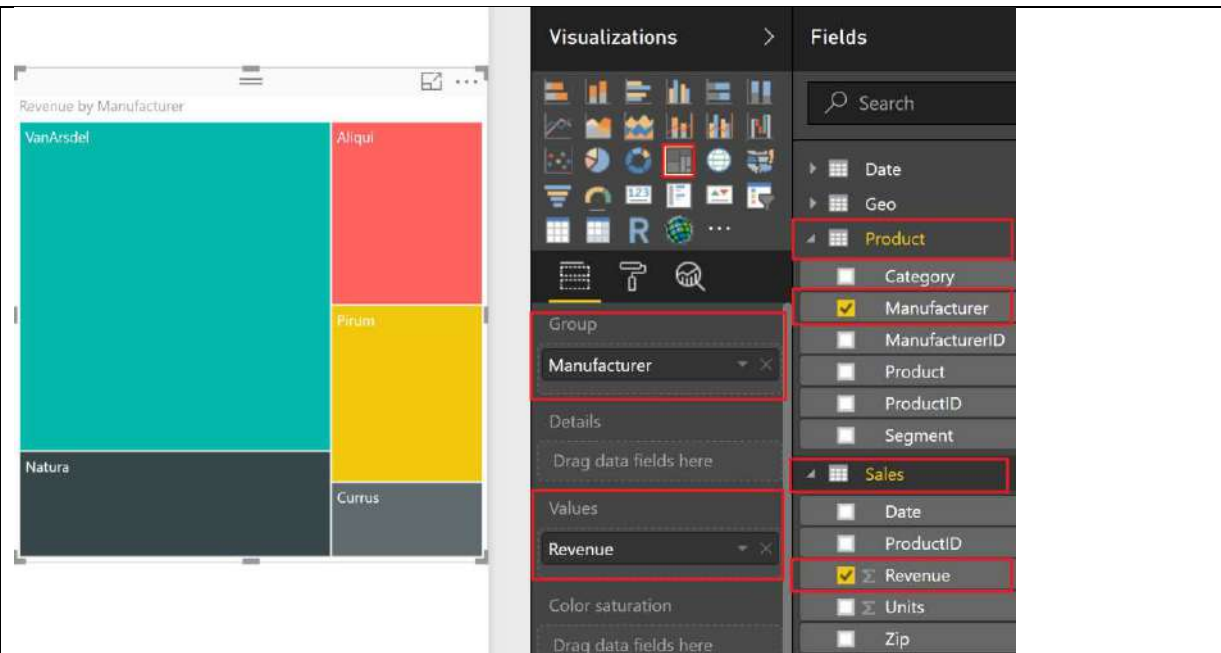 Revenue by Manufacturer
VanArsdel
Aliqui
Pirum
Natura
Currus
Visualizations
123
R
Group
Manufacturer
Details
Drag data fields here
Values
Revenue
Color saturation
Drag data fields here
Fields
Search
Date
Geo
Product
Category
Manufacturer
ManufacturerID
Product
ProductID
Segment
Sales
Date
ProductID
Σ Revenue
Σ Units
Zip